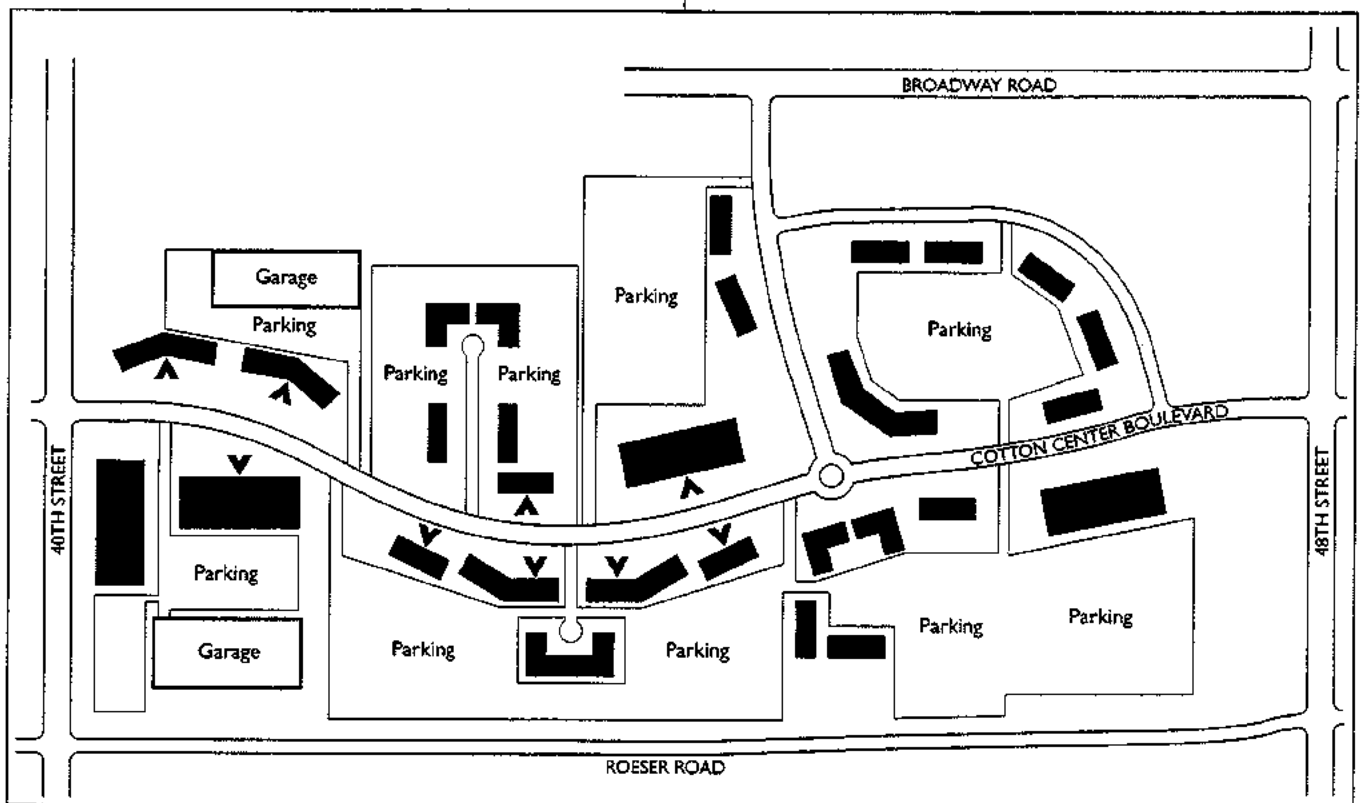 BROADWAY ROAD
Garage
Parking
Parking
Parking
Parking
Parking
Parking
COTTON CENTER BOULEVARD
40TH STREET
48TH STREET
Parking
Garage
Parking
Parking
Parking
Parking
ROESER ROAD